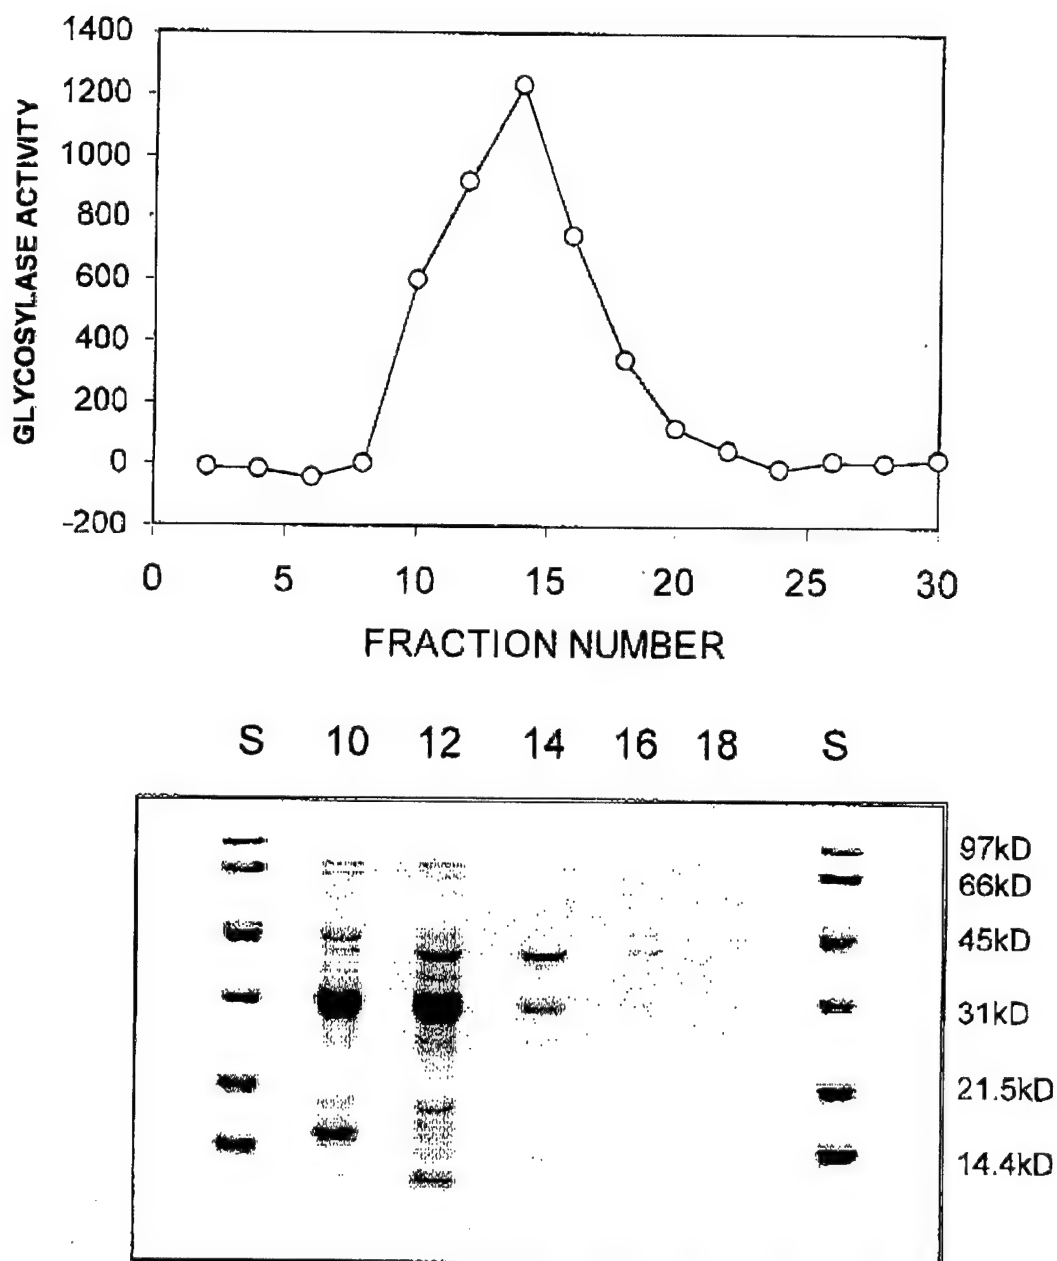 1400
1200
1000
800
600
400
200
0
-200
GLYCOSYLASE ACTIVITY
0 5 10 15 20 25 30
FRACTION NUMBER
S 10 12 14 16 18 S
97kD
66kD
45kD
31kD
21.5kD
14.4kD